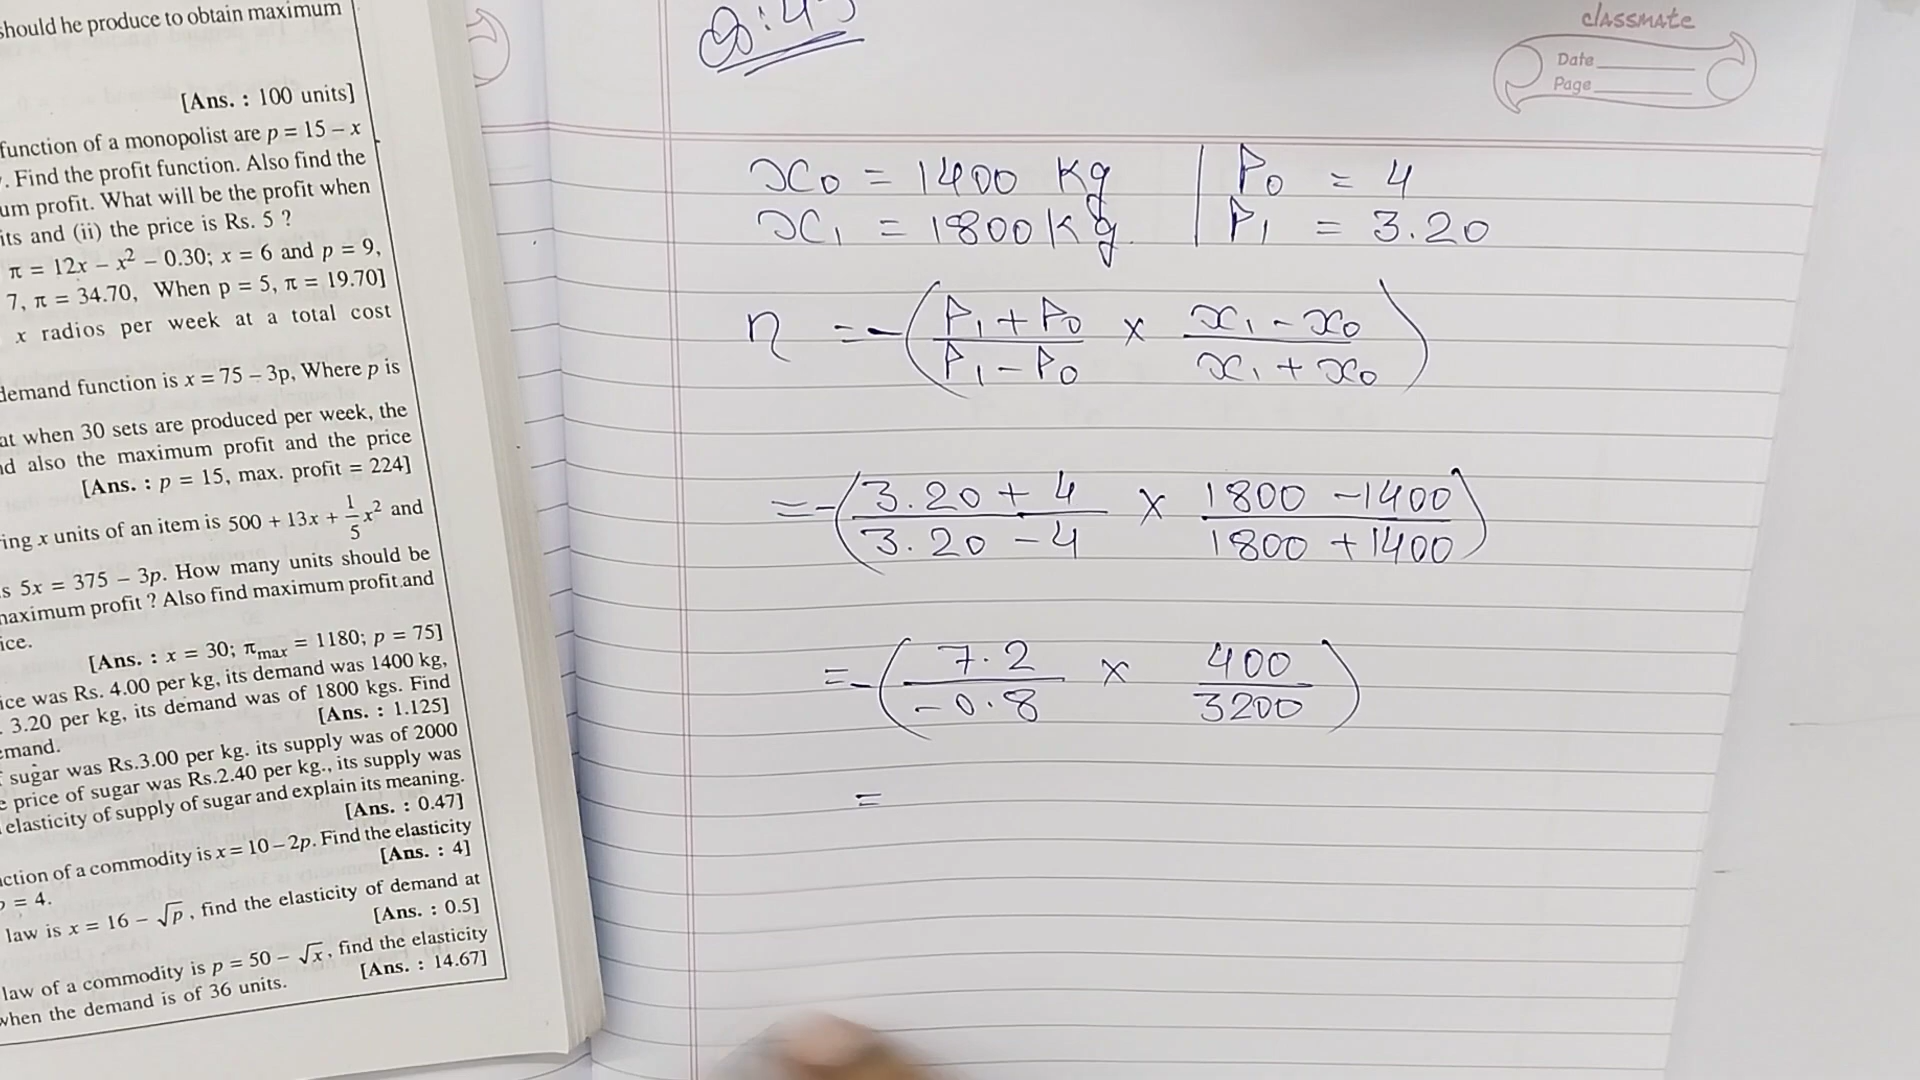 should he produce to obtain maximum
[Ans. : 100 units]
function of a monopolist are p = 15 – x
. Find the profit function. Also find the
um profit. What will be the profit when
its and (ii) the price is Rs. 5 ?
π = 12x – x² – 0.30; x = 6 and p = 9,
7, π = 34.70, When p = 5, π = 19.70]
x radios per week at a total cost
demand function is x = 75 – 3p, Where p is
at when 30 sets are produced per week, the
nd also the maximum profit and the price
[Ans. : p = 15, max. profit = 224]
ing x units of an item is 500 + 13x + 1/5 x² and
s 5x = 375 – 3p. How many units should be
maximum profit ? Also find maximum profit and
ice.
[Ans. : x = 30; πmax = 1180; p = 75]
ice was Rs. 4.00 per kg, its demand was 1400 kg,
. 3.20 per kg, its demand was of 1800 kgs. Find
emand.
[Ans. : 1.125]
sugar was Rs.3.00 per kg. its supply was of 2000
e price of sugar was Rs.2.40 per kg., its supply was
elasticity of supply of sugar and explain its meaning.
[Ans. : 0.47]
ction of a commodity is x = 10 – 2p. Find the elasticity
p = 4.
[Ans. : 4]
law is x = 16 – √p, find the elasticity of demand at
[Ans. : 0.5]
law of a commodity is p = 50 – √x, find the elasticity
when the demand is of 36 units.
[Ans. : 14.67]
classmate
Date
Page
x₀ = 1400 Kg | P₀ = 4
x₁ = 1800 Kg. | P₁ = 3.20
η = -(P₁ + P₀ / P₁ - P₀ × x₁ - x₀ / x₁ + x₀)
= -(3.20 + 4 / 3.20 - 4 × 1800 - 1400 / 1800 + 1400)
= -(7.2 / -0.8 × 400 / 3200)
=